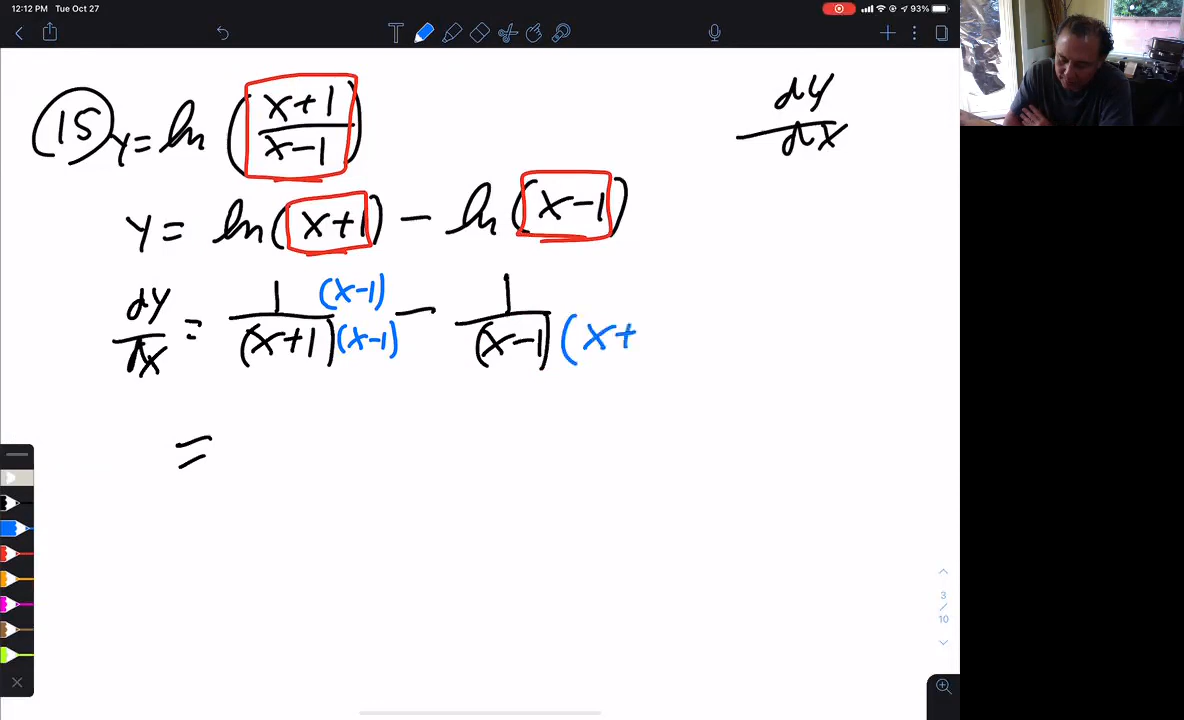 12:12 PM Tue Oct 27 93%
T
15 y = ln ( (x+1)/(x-1) )
dy/dx
y = ln(x+1) - ln(x-1)
dy/dx = 1 (x-1) / (x+1)(x-1) - 1 / (x-1)(x+
=
3
/
10